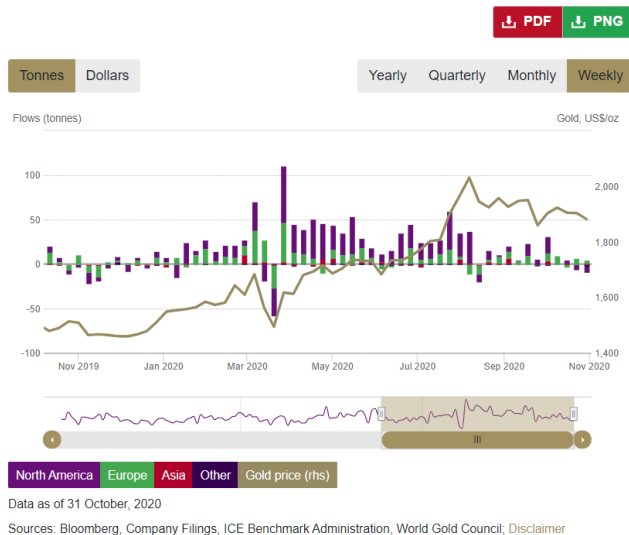 PDF PNG
Tonnes Dollars Yearly Quarterly Monthly Weekly
Flows (tonnes) Gold, US$/oz
100
2,000
50
1,800
0
1,600
-50
-100 1,400
Nov 2019 Jan 2020 Mar 2020 May 2020 Jul 2020 Sep 2020 Nov 2020
North America Europe Asia Other Gold price (rhs)
Data as of 31 October, 2020
Sources: Bloomberg, Company Filings, ICE Benchmark Administration, World Gold Council; Disclaimer